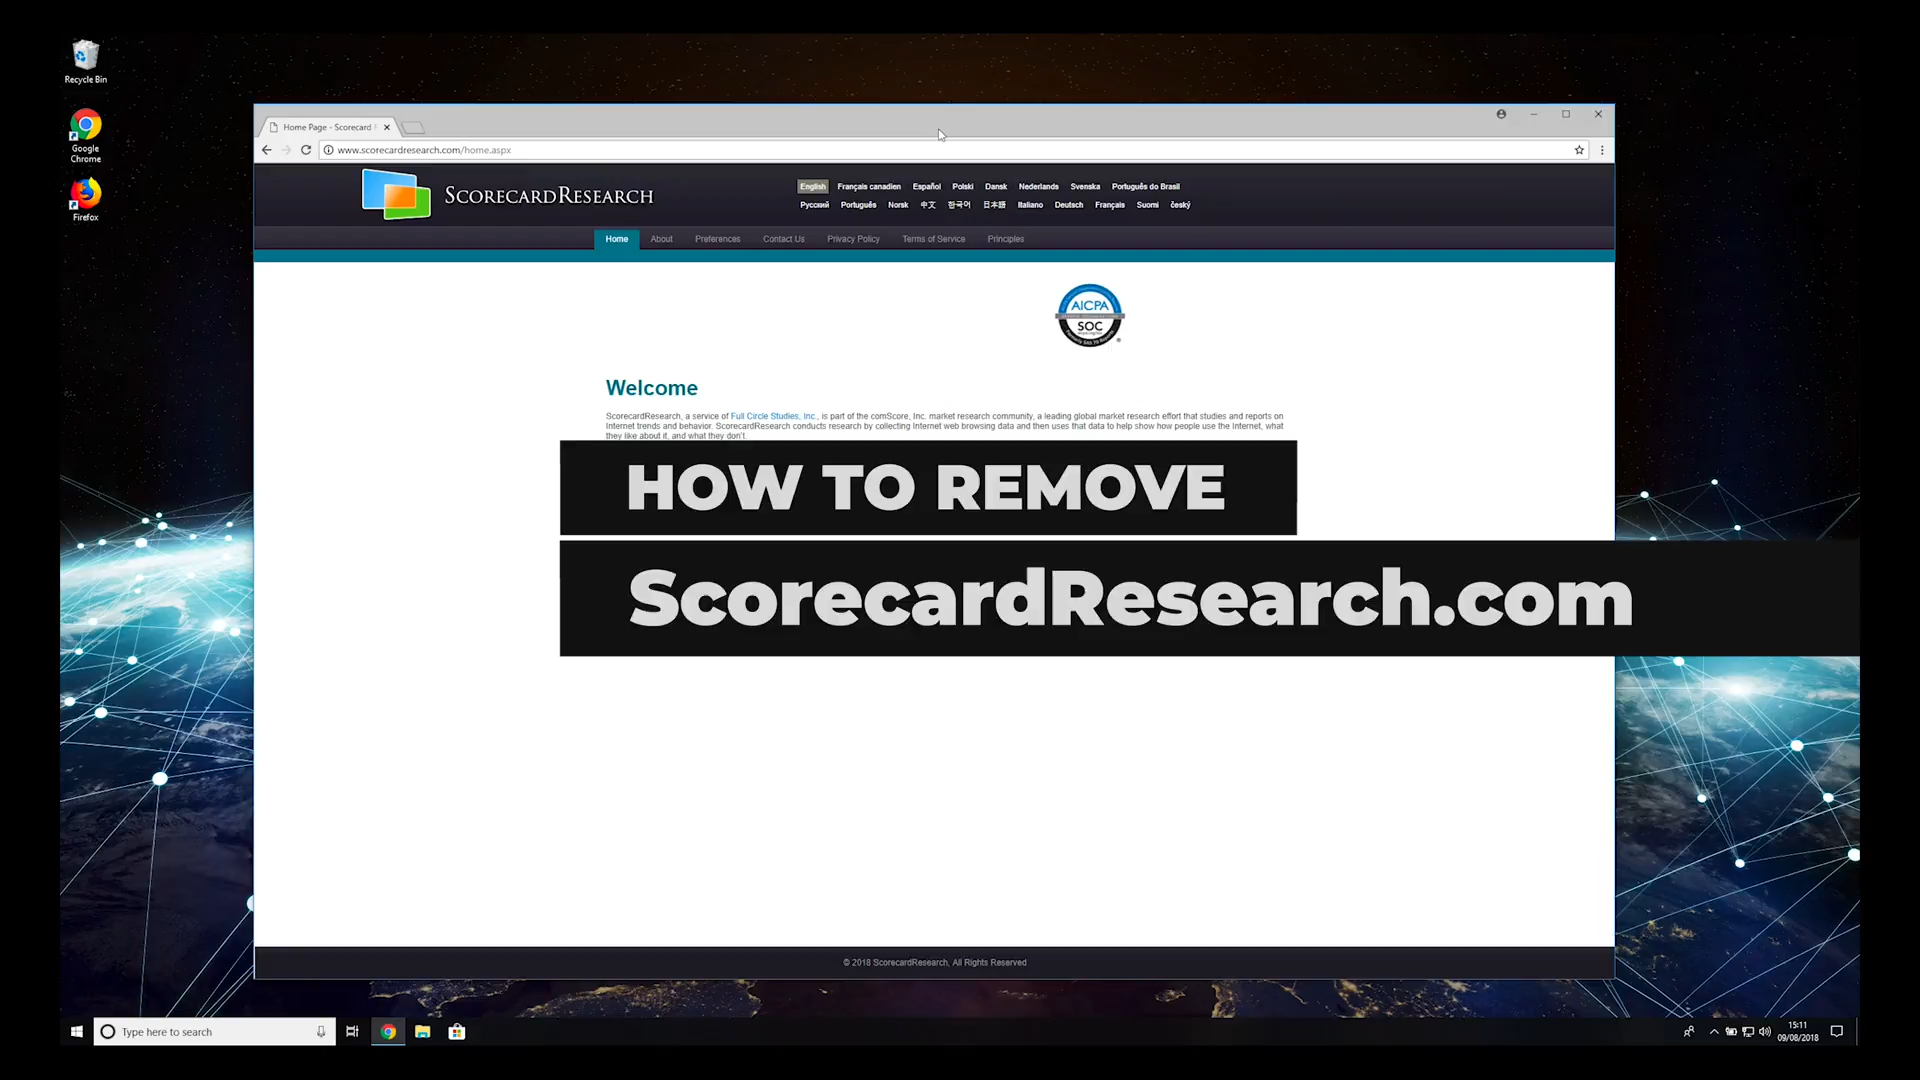 Recycle Bin
Google
Chrome
Firefox
Home Page - Scorecard
www.scorecardresearch.com/home.aspx
SCORECARDRESEARCH
English Français canadien Español Polski Dansk Nederlands Svenska Português do Brasil
Русский Português Norsk 中文 한국어 日本語 Italiano Deutsch Français Suomi český
Home About Preferences Contact Us Privacy Policy Terms of Service Principles
AICPA
SOC
Welcome
ScorecardResearch, a service of Full Circle Studies, Inc., is part of the comScore, Inc. market research community, a leading global market research effort that studies and reports on
Internet trends and behavior. ScorecardResearch conducts research by collecting Internet web browsing data and then uses that data to help show how people use the Internet, what
they like about it, and what they don't.
HOW TO REMOVE
ScorecardResearch.com
© 2018 ScorecardResearch, All Rights Reserved
Type here to search
15:11
09/08/2018